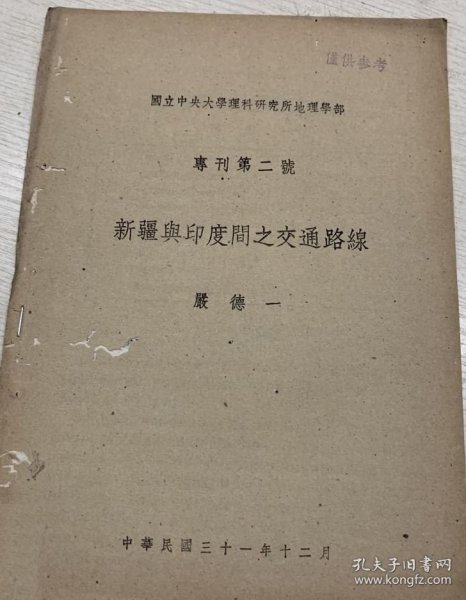 僅供參考
國立中央大學理科研究所地理學部
專刊第二號
新疆與印度間之交通路線
嚴德一
中華民國三十一年十二月
孔夫子旧书网
www.kongfz.com